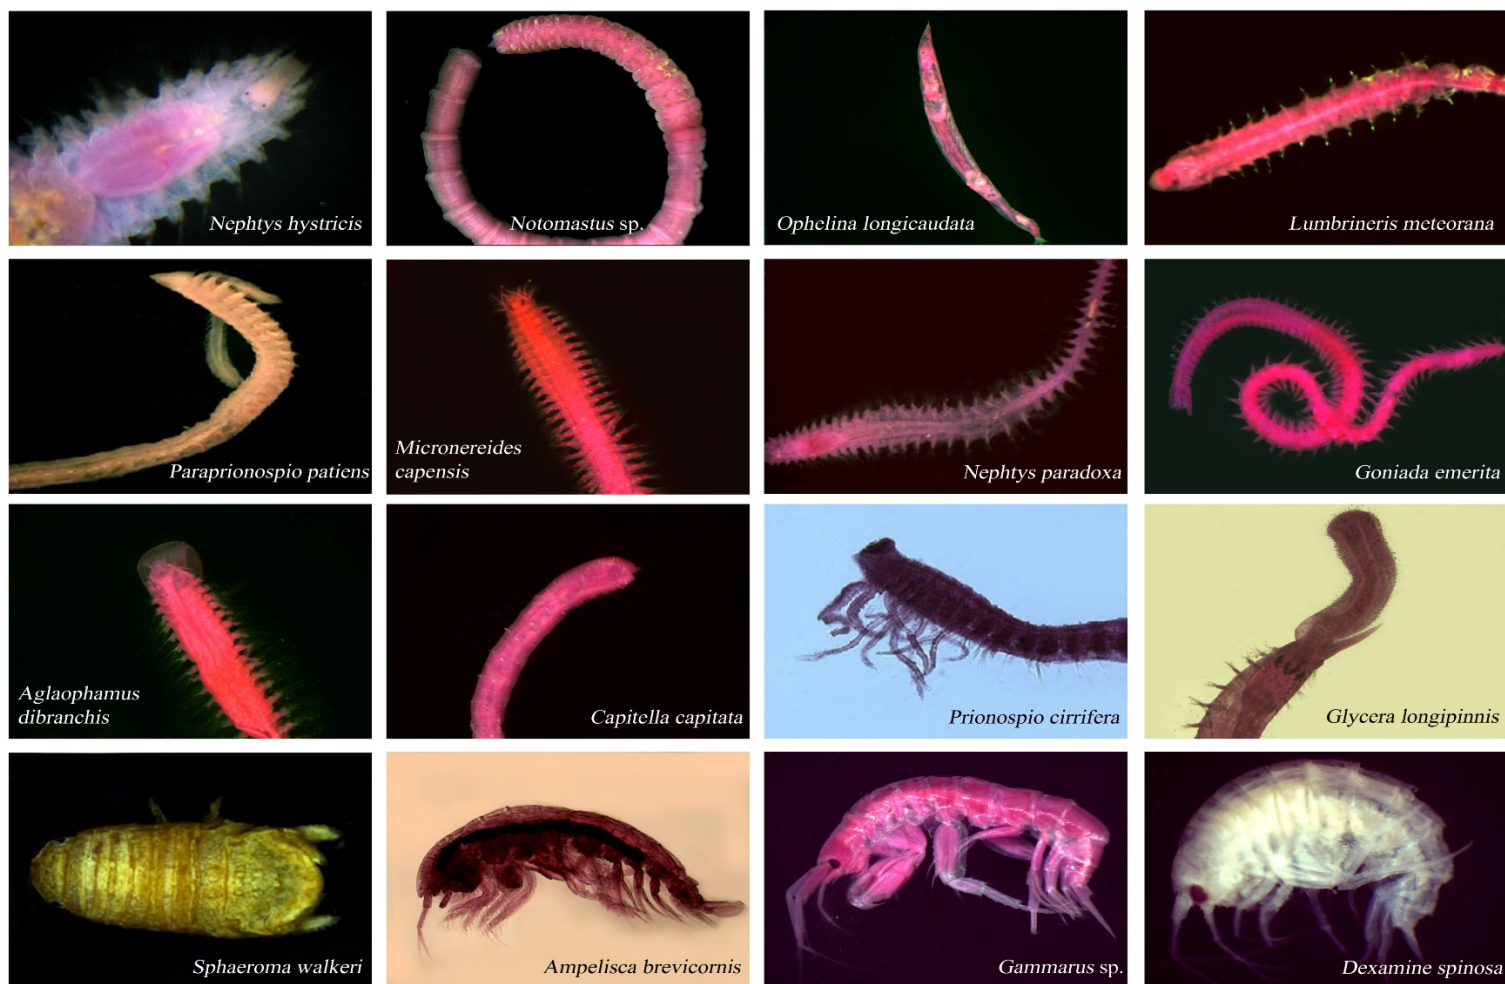 Nephtys hystricis
Notomastus sp.
Ophelina longicaudata
Lumbrineris meteorana
Paraprionospio patiens
Micronereides
capensis
Nephtys paradoxa
Goniada emerita
Aglaophamus
dibranchis
Capitella capitata
Prionospio cirrifera
Glycera longipinnis
Sphaeroma walkeri
Ampelisca brevicornis
Gammarus sp.
Dexamine spinosa